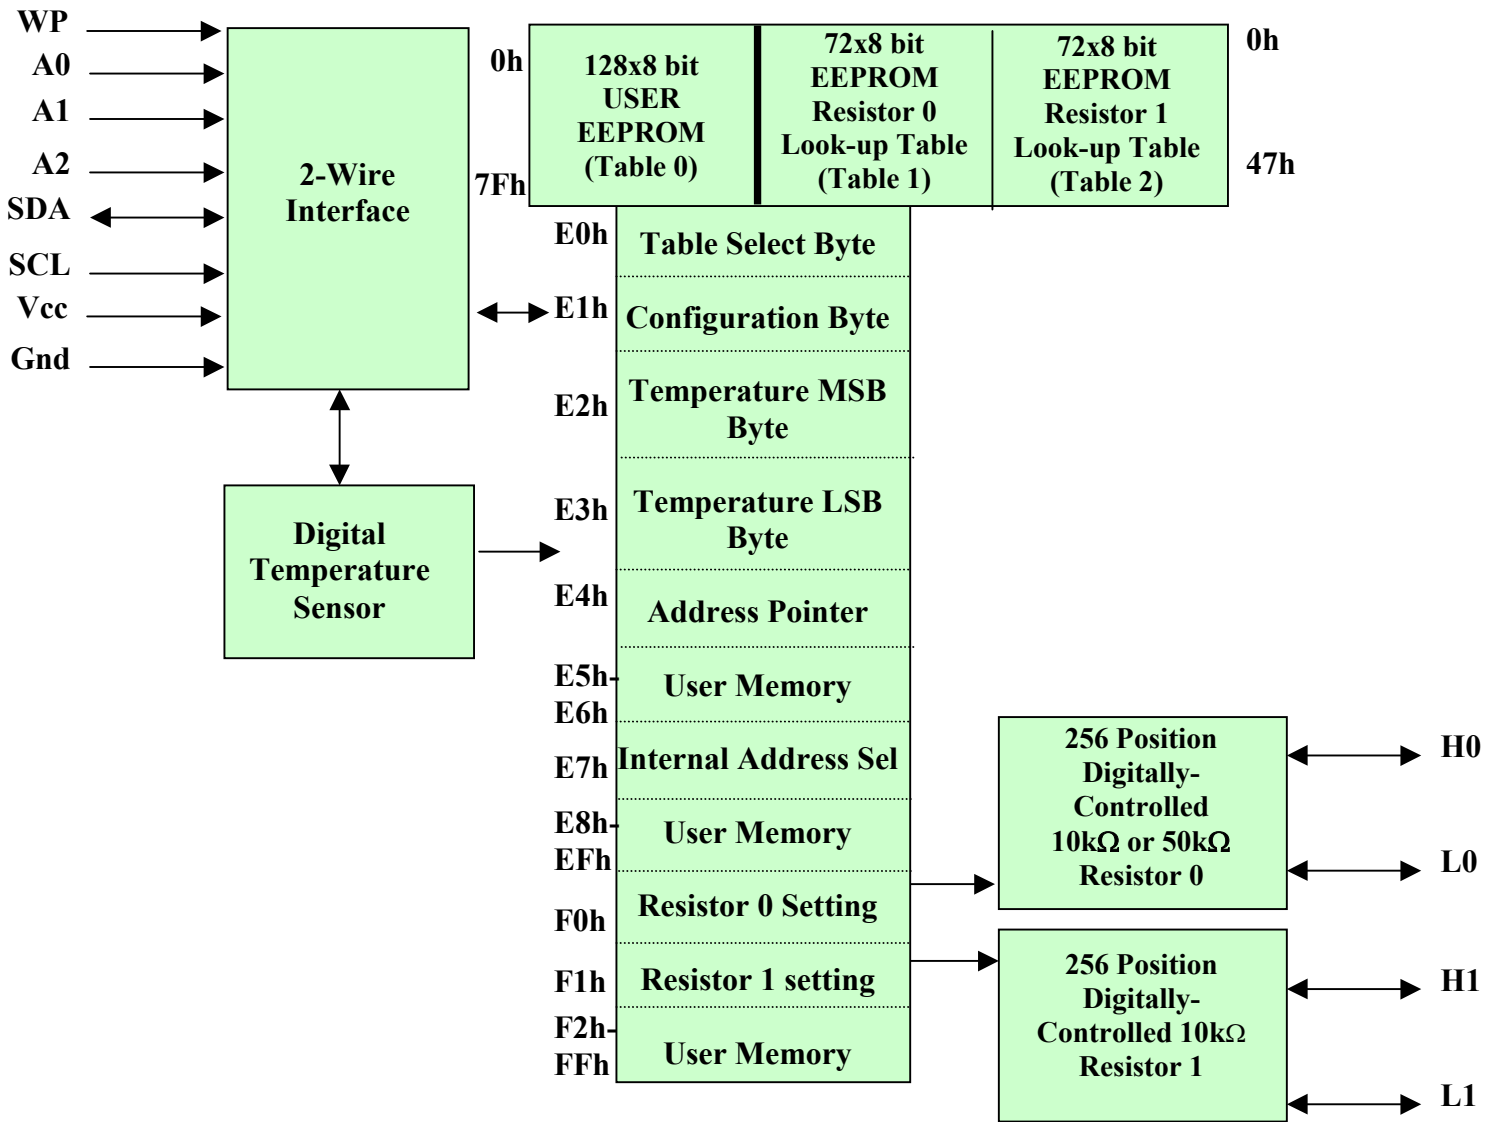 WP
A0
A1
A2
SDA
SCL
Vcc
Gnd
2-Wire
Interface
Digital
Temperature
Sensor
0h
7Fh
128x8 bit
USER
EEPROM
(Table 0)
72x8 bit
EEPROM
Resistor 0
Look-up Table
(Table 1)
72x8 bit
EEPROM
Resistor 1
Look-up Table
(Table 2)
0h
47h
E0h
Table Select Byte
E1h
Configuration Byte
E2h
Temperature MSB
Byte
E3h
Temperature LSB
Byte
E4h
Address Pointer
E5h-
E6h
User Memory
E7h
Internal Address Sel
E8h-
EFh
User Memory
F0h
Resistor 0 Setting
F1h
Resistor 1 setting
F2h-
FFh
User Memory
256 Position
Digitally-
Controlled
10kΩ or 50kΩ
Resistor 0
H0
L0
256 Position
Digitally-
Controlled 10kΩ
Resistor 1
H1
L1